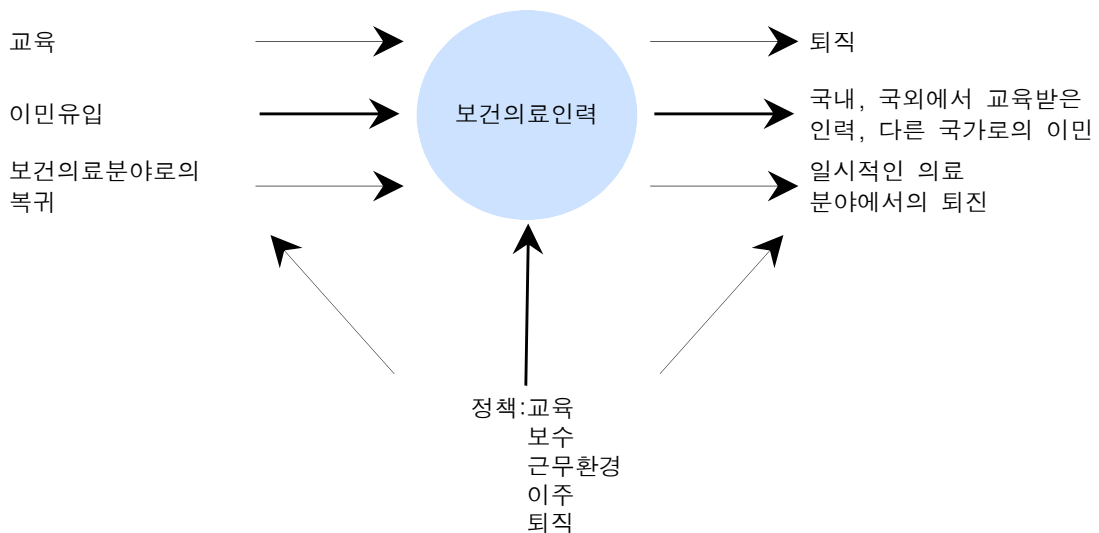 교육
이민유입
보건의료분야로의
복귀
보건의료인력
퇴직
국내, 국외에서 교육받은
인력, 다른 국가로의 이민
일시적인 의료
분야에서의 퇴진
정책:교육
보수
근무환경
이주
퇴직